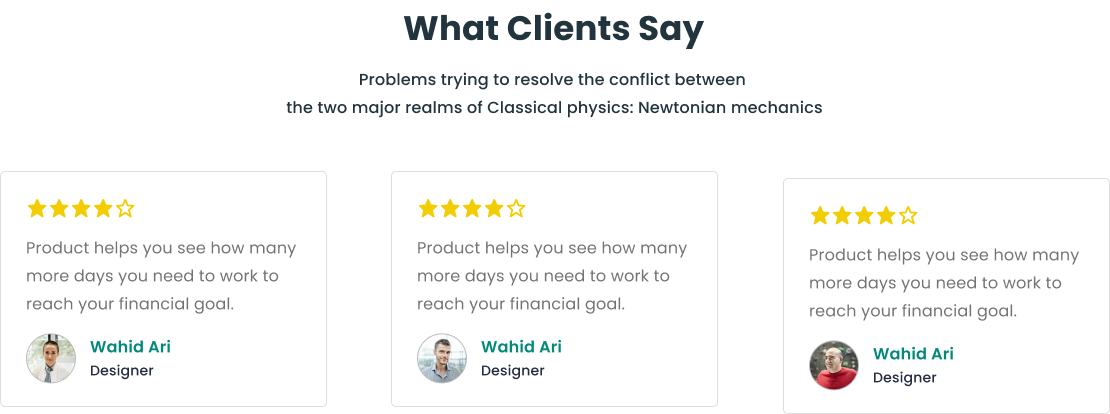 What Clients Say
Problems trying to resolve the conflict between
the two major realms of Classical physics: Newtonian mechanics
Product helps you see how many
more days you need to work to
reach your financial goal.
Wahid Ari
Designer
Product helps you see how many
more days you need to work to
reach your financial goal.
Wahid Ari
Designer
Product helps you see how many
more days you need to work to
reach your financial goal.
Wahid Ari
Designer